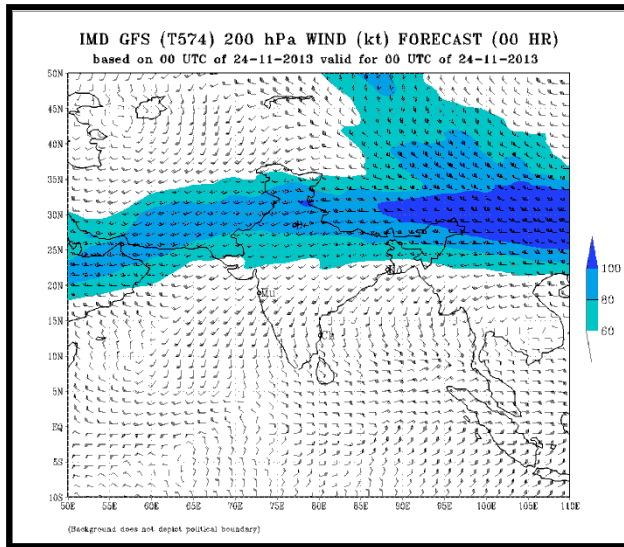 IMD GFS (T574) 200 hPa WIND (kt) FORECAST (00 HR)
based on 00 UTC of 24-11-2013 valid for 00 UTC of 24-11-2013
50N
45N
40N
35N
30N
25N
20N
15N
10N
5N
EQ
5S
10S
Mu
Ch
100
80
60
50E 55E 60E 65E 70E 75E 80E 85E 90E 95E 100E 105E 110E
(Background does not depict political boundary)